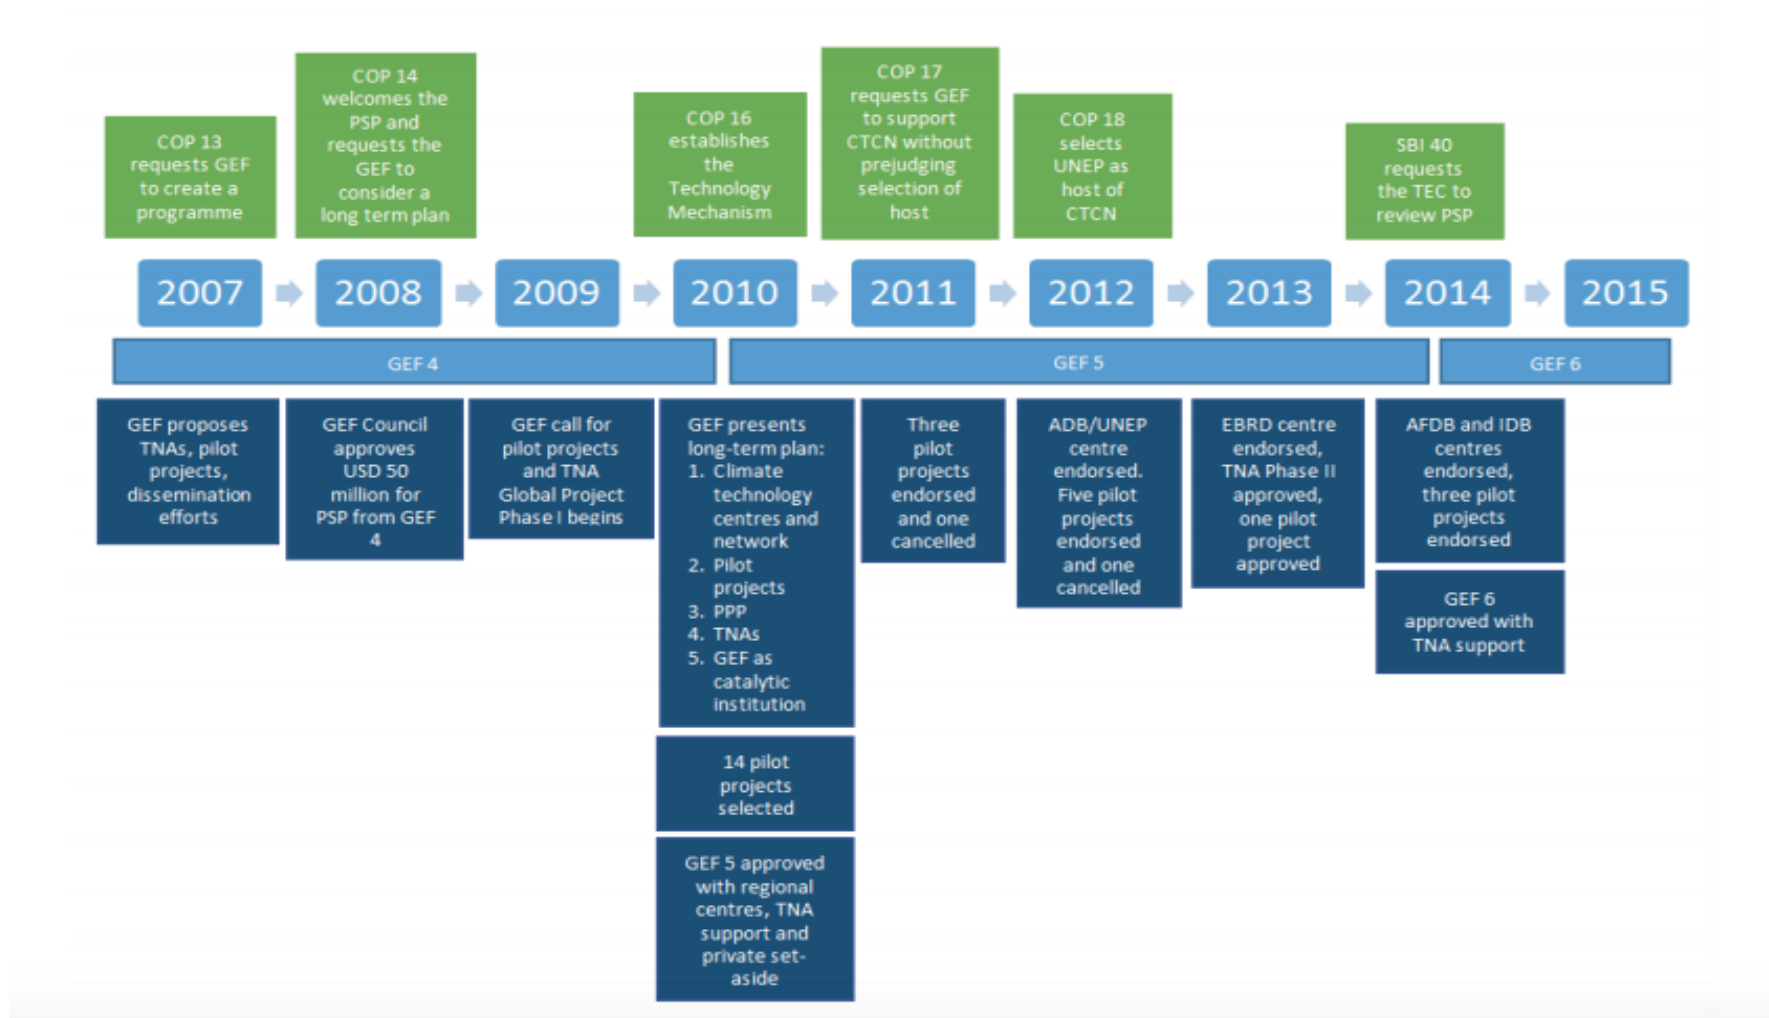 COP 13
requests GEF
to create a
programme
COP 14
welcomes the
PSP and
requests the
GEF to
consider a
long term plan
COP 16
establishes
the
Technology
Mechanism
COP 17
requests GEF
to support
CTCN without
prejudging
selection of
host
COP 18
selects
UNEP as
host of
CTCN
SBI 40
requests
the TEC to
review PSP
2007
2008
2009
2010
2011
2012
2013
2014
2015
GEF 4
GEF 5
GEF 6
GEF proposes
TNAs, pilot
projects,
dissemination
efforts
GEF Council
approves
USD 50
million for
PSP from GEF
4
GEF call for
pilot projects
and TNA
Global Project
Phase I begins
GEF presents
long-term plan:
1. Climate
technology
centres and
network
2. Pilot
projects
3. PPP
4. TNAs
5. GEF as
catalytic
institution
14 pilot
projects
selected
GEF 5 approved
with regional
centres, TNA
support and
private set-
aside
Three
pilot
projects
endorsed
and one
cancelled
ADB/UNEP
centre
endorsed.
Five pilot
projects
endorsed
and one
cancelled
EBRD centre
endorsed,
TNA Phase II
approved,
one pilot
project
approved
AFDB and IDB
centres
endorsed,
three pilot
projects
endorsed
GEF 6
approved with
TNA support